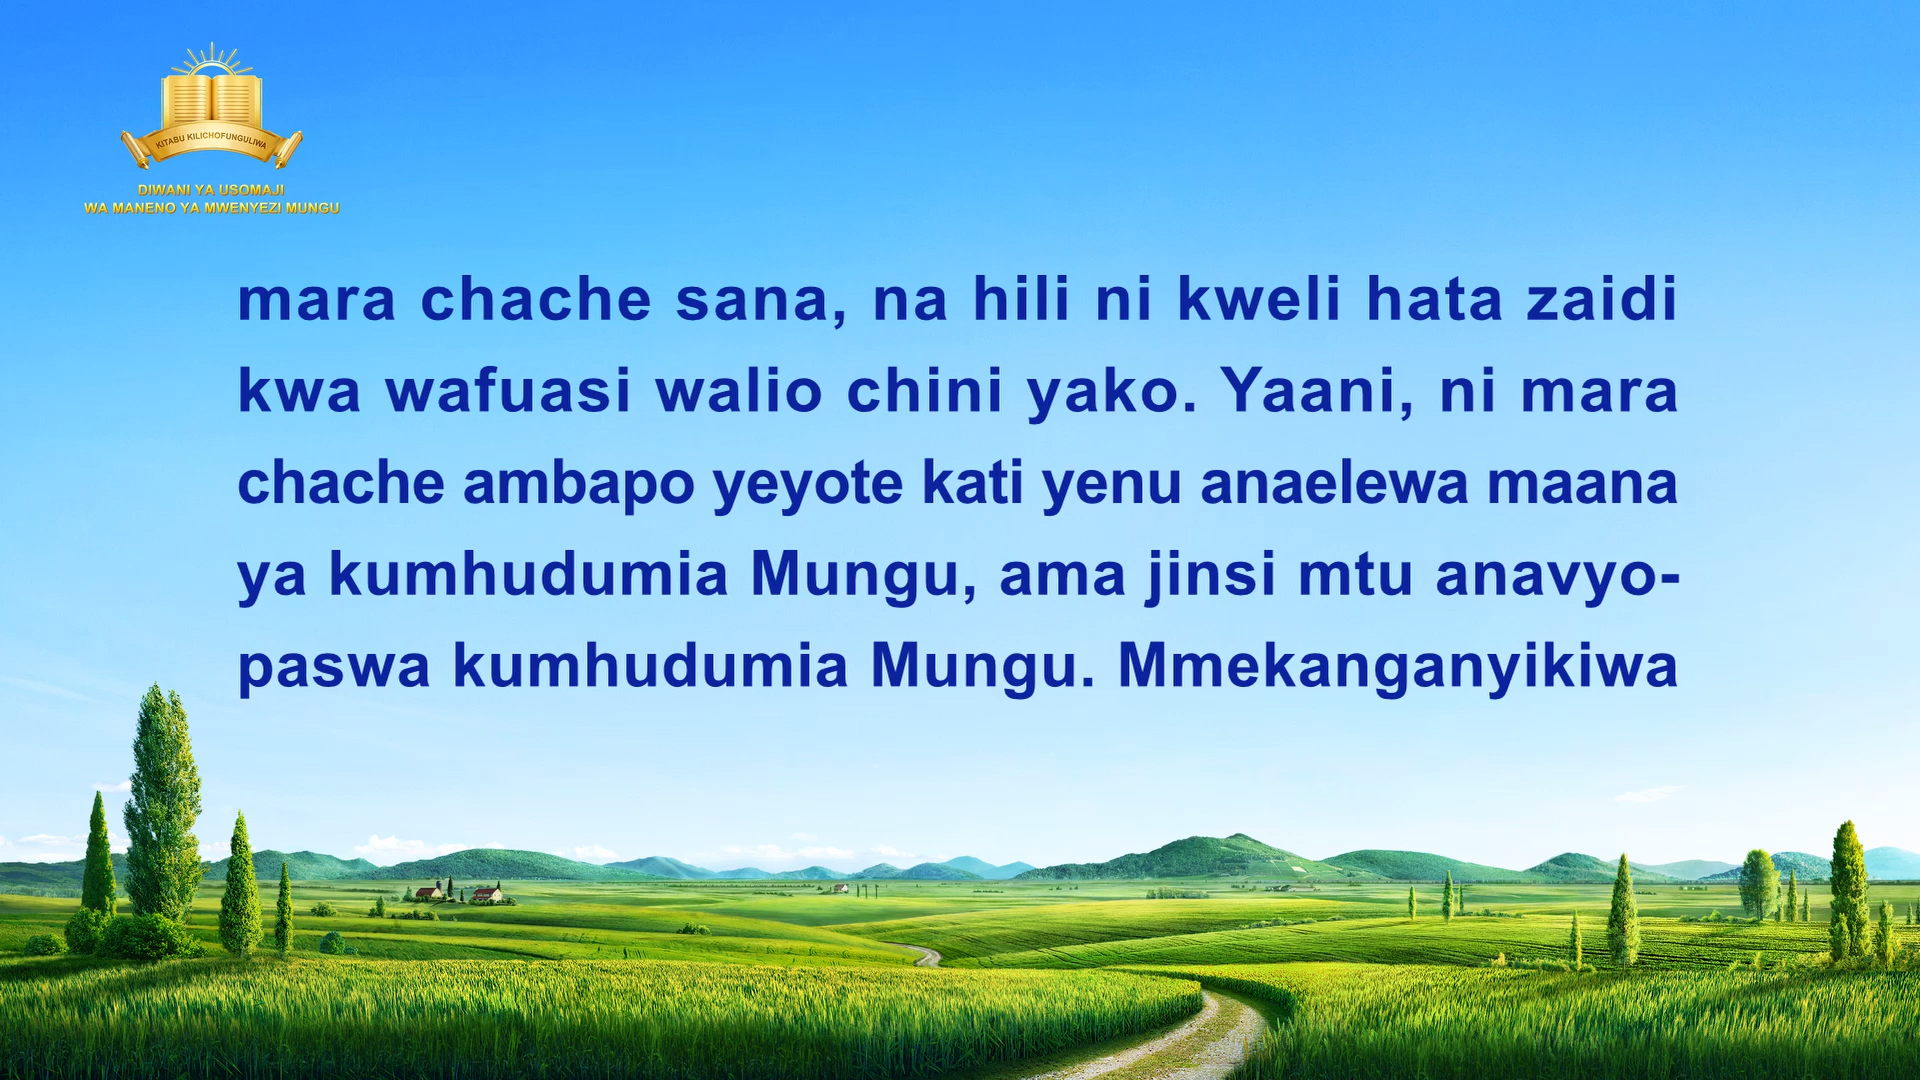 KITABU KILICHOFUNGULIWA
DIWANI YA USOMAJI
WA MANENO YA MWENYEZI MUNGU
mara chache sana, na hili ni kweli hata zaidi
kwa wafuasi walio chini yako. Yaani, ni mara
chache ambapo yeyote kati yenu anaelewa maana
ya kumhudumia Mungu, ama jinsi mtu anavyo-
paswa kumhudumia Mungu. Mmekanganyikiwa